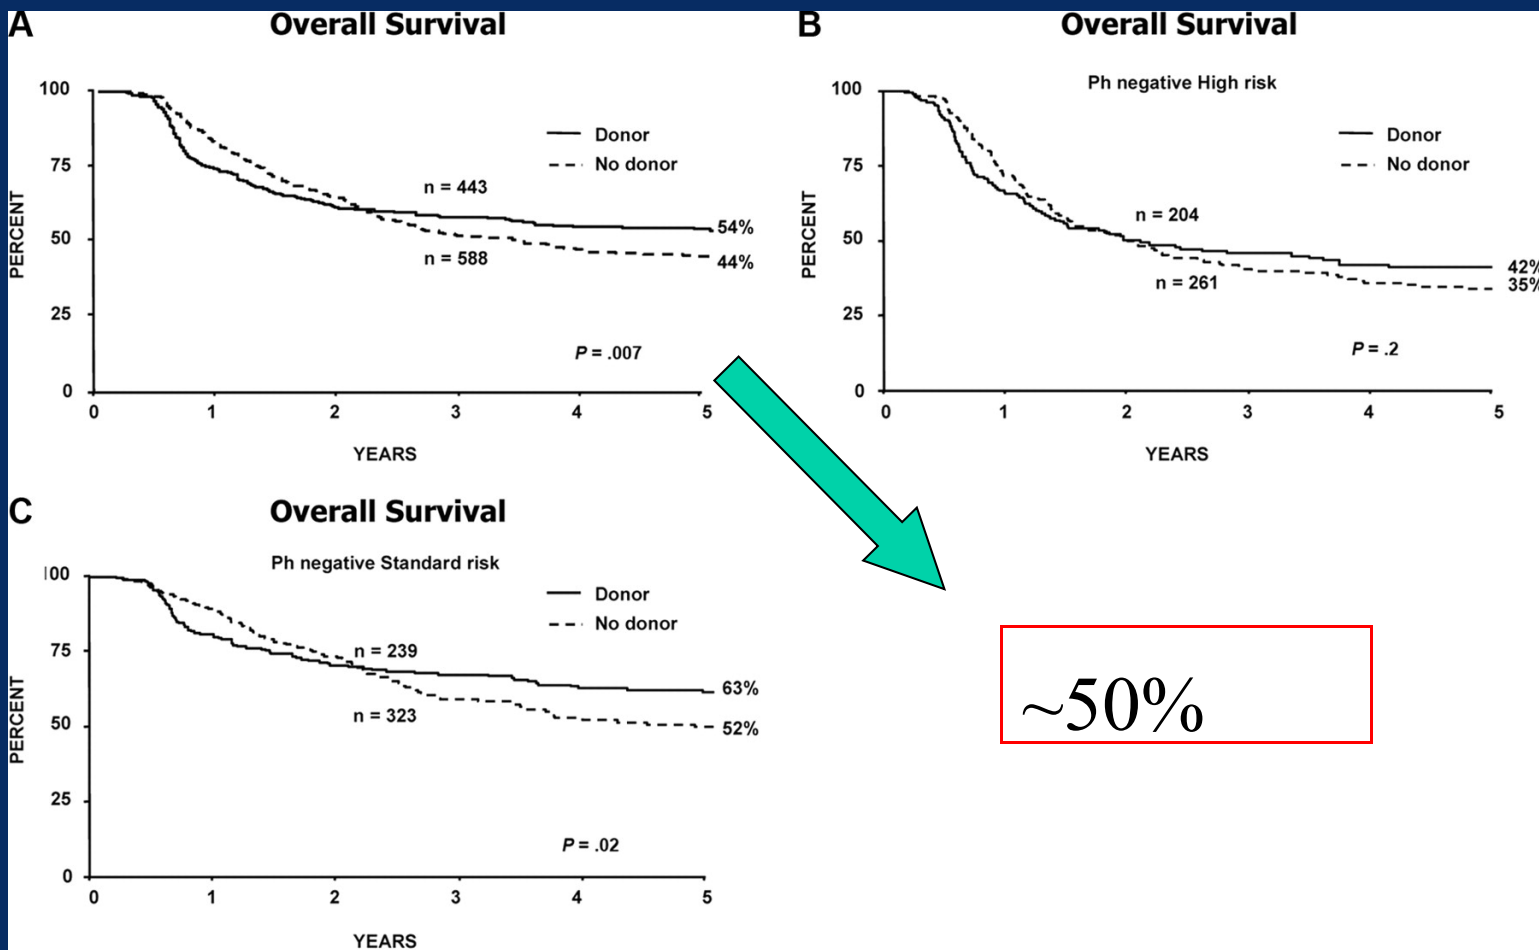 A
Overall Survival
100
75
50
25
0
PERCENT
Donor
No donor
n = 443
n = 588
54%
44%
P = .007
0 1 2 3 4 5
YEARS
B
Overall Survival
Ph negative High risk
100
75
50
25
0
PERCENT
Donor
No donor
n = 204
n = 261
42%
35%
P = .2
0 1 2 3 4 5
YEARS
C
Overall Survival
Ph negative Standard risk
100
75
50
25
0
PERCENT
Donor
No donor
n = 239
n = 323
63%
52%
P = .02
0 1 2 3 4 5
YEARS
~50%